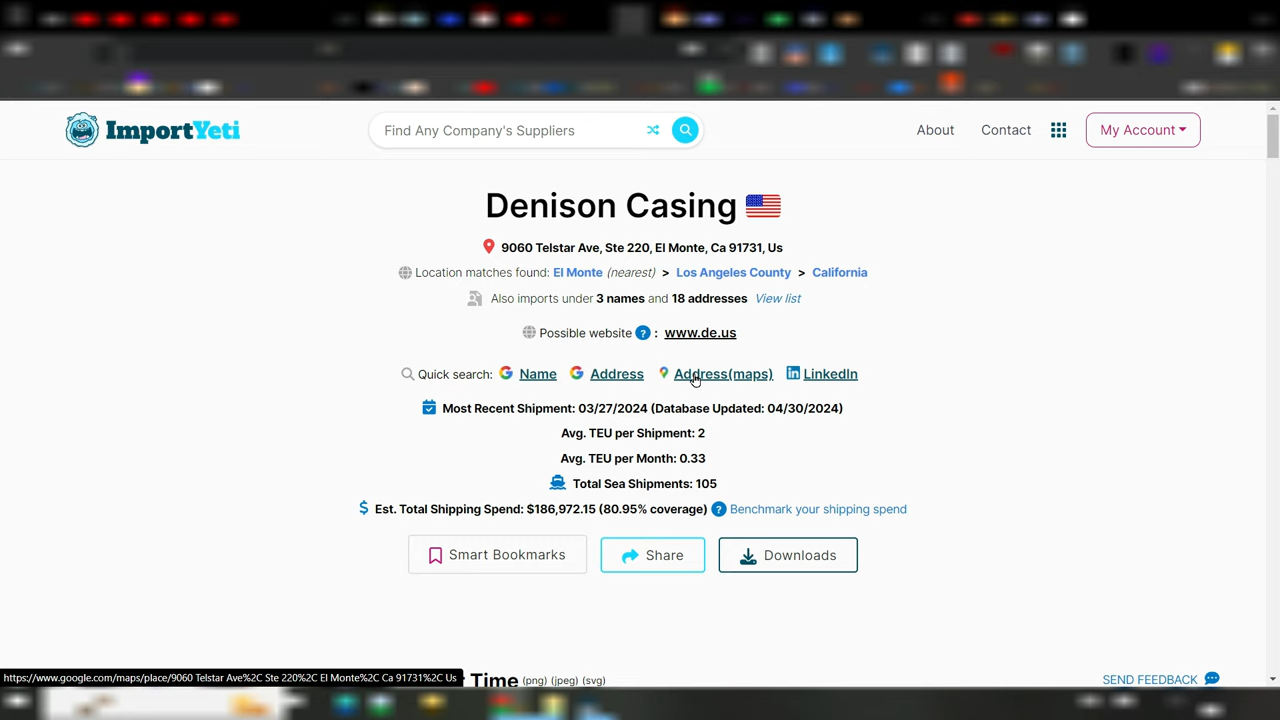 ImportYeti
Find Any Company's Suppliers
About
Contact
My Account
Denison Casing
9060 Telstar Ave, Ste 220, El Monte, Ca 91731, Us
Location matches found: El Monte (nearest) > Los Angeles County > California
Also imports under 3 names and 18 addresses View list
Possible website ? : www.de.us
Quick search: Name Address Address(maps) LinkedIn
Most Recent Shipment: 03/27/2024 (Database Updated: 04/30/2024)
Avg. TEU per Shipment: 2
Avg. TEU per Month: 0.33
Total Sea Shipments: 105
$ Est. Total Shipping Spend: $186,972.15 (80.95% coverage) ? Benchmark your shipping spend
Smart Bookmarks
Share
Downloads
https://www.google.com/maps/place/9060 Telstar Ave%2C Ste 220%2C El Monte%2C Ca 91731%2C Us
Time (png) (jpeg) (svg)
SEND FEEDBACK